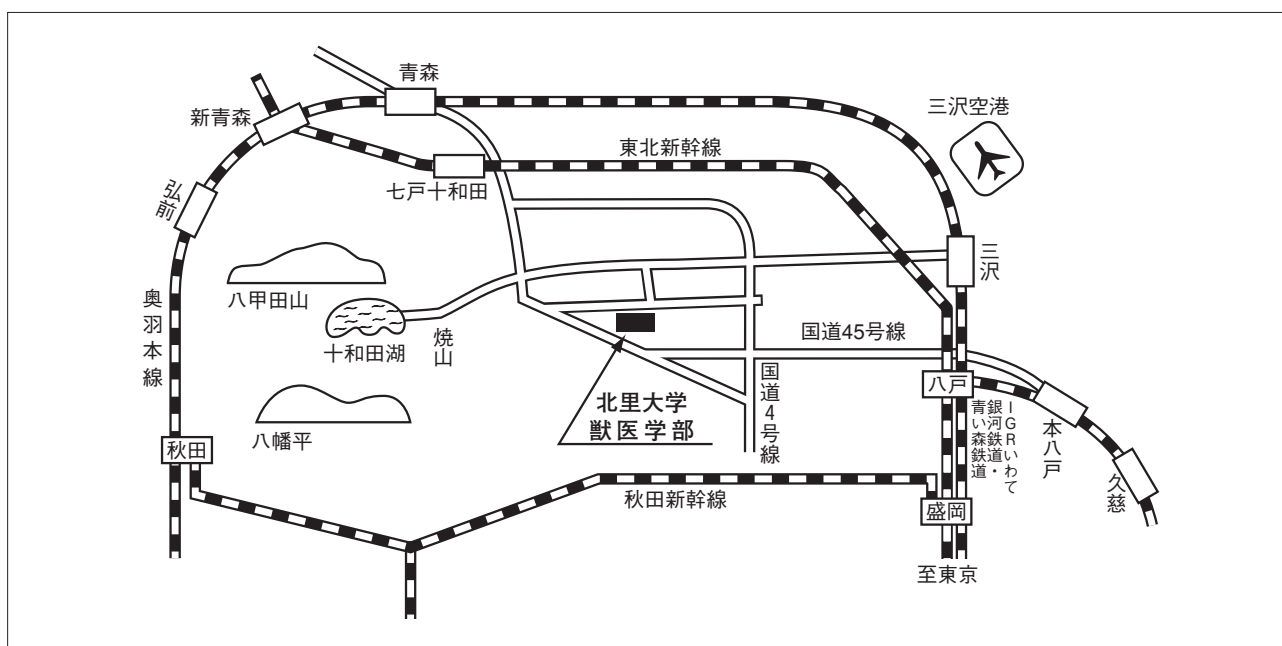 青森
新青森
三沢空港
東北新幹線
七戸十和田
弘前
三沢
八甲田山
奥羽本線
十和田湖
焼山
国道45号線
八戸
国道4号線
北里大学
獣医学部
IGRいわて
銀河鉄道・
青い森鉄道
本八戸
八幡平
秋田
久慈
秋田新幹線
盛岡
至東京